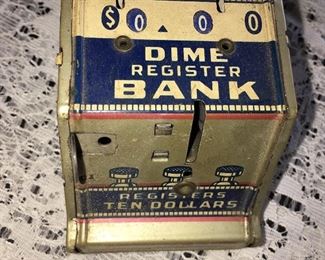 $0.00
DIME
REGISTER
BANK
REGISTERS
TEN DOLLARS